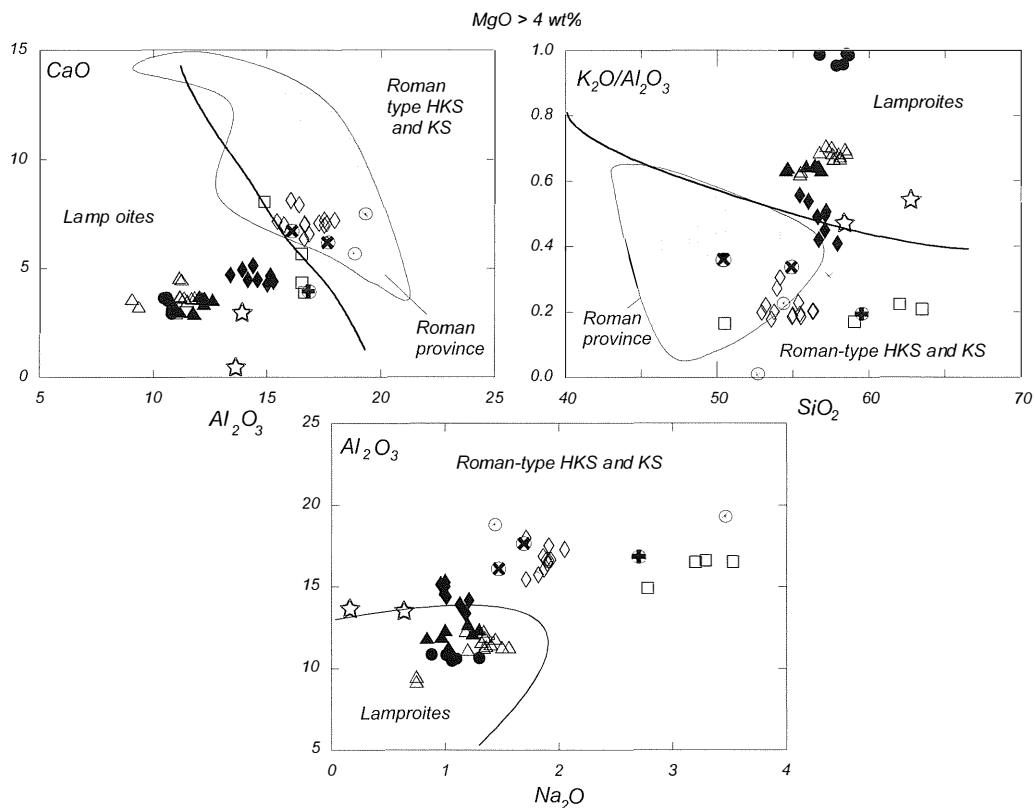 MgO > 4 wt%
15
10
5
0
CaO
Roman
type HKS
and KS
Lamp oites
Roman
province
5
10
15
20
25
Al2O3
1.0
0.8
0.6
0.4
0.2
0.0
K2O/Al2O3
Lamproites
Roman
province
Roman-type HKS and KS
40
50
60
70
SiO2
25
20
15
10
5
Al2O3
Roman-type HKS and KS
Lamproites
0
1
2
3
4
Na2O